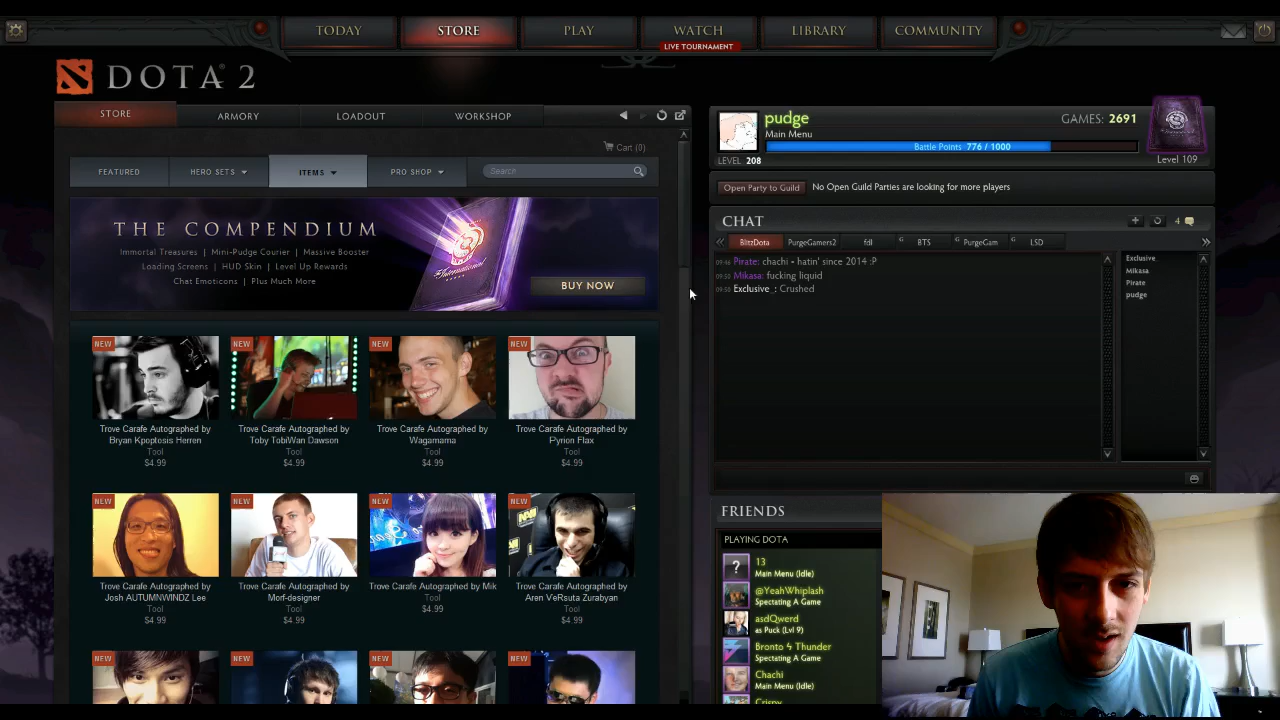 TODAY
STORE
PLAY
WATCH
LIVE TOURNAMENT
LIBRARY
COMMUNITY
DOTA 2
STORE
ARMORY
LOADOUT
WORKSHOP
Cart (0)
FEATURED
HERO SETS
ITEMS
PRO SHOP
Search
THE COMPENDIUM
Immortal Treasures | Mini-Pudge Courier | Massive Booster
Loading Screens | HUD Skin | Level Up Rewards
Chat Emoticons | Plus Much More
BUY NOW
NEW
NEW
NEW
NEW
Trove Carafe Autographed by
Bryan Kpoptosis Herren
Tool
$4.99
Trove Carafe Autographed by
Toby TobiWan Dawson
Tool
$4.99
Trove Carafe Autographed by
Wagamama
Tool
$4.99
Trove Carafe Autographed by
Pyrion Flax
Tool
$4.99
NEW
NEW
NEW
NEW
Trove Carafe Autographed by
Josh AUTUMNWINDZ Lee
Tool
$4.99
Trove Carafe Autographed by
Morf-designer
Tool
$4.99
Trove Carafe Autographed by Mik
Tool
$4.99
Trove Carafe Autographed by
Aren VeRsuta Zurabyan
Tool
$4.99
NEW
NEW
NEW
NEW
pudge
Main Menu
GAMES: 2691
Battle Points 776 / 1000
LEVEL 208
Level 109
Open Party to Guild
No Open Guild Parties are looking for more players
CHAT
4
BlitzDota
PurgeGamers2
fdl
G BTS
G PurgeGam
G LSD
Pirate: chachi - hatin' since 2014 :P
Mikasa: fucking liquid
Exclusive_: Crushed
Exclusive
Mikasa
Pirate
pudge
FRIENDS
PLAYING DOTA
?
13
Main Menu (Idle)
@YeahWhiplash
Spectating A Game
asdQwerd
as Puck (Lvl 9)
Bronto ϟ Thunder
Spectating A Game
Chachi
Main Menu (Idle)
Crispy